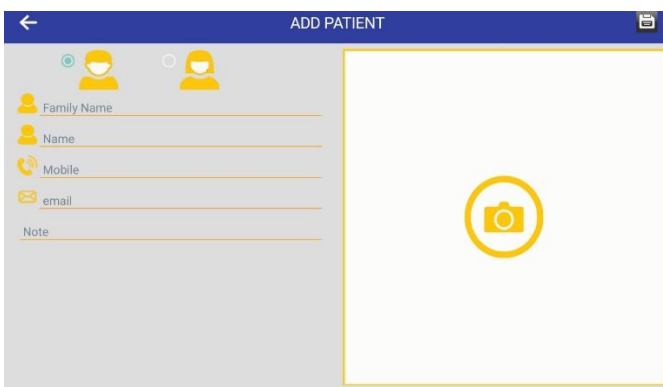 ADD PATIENT
Family Name
Name
Mobile
email
Note